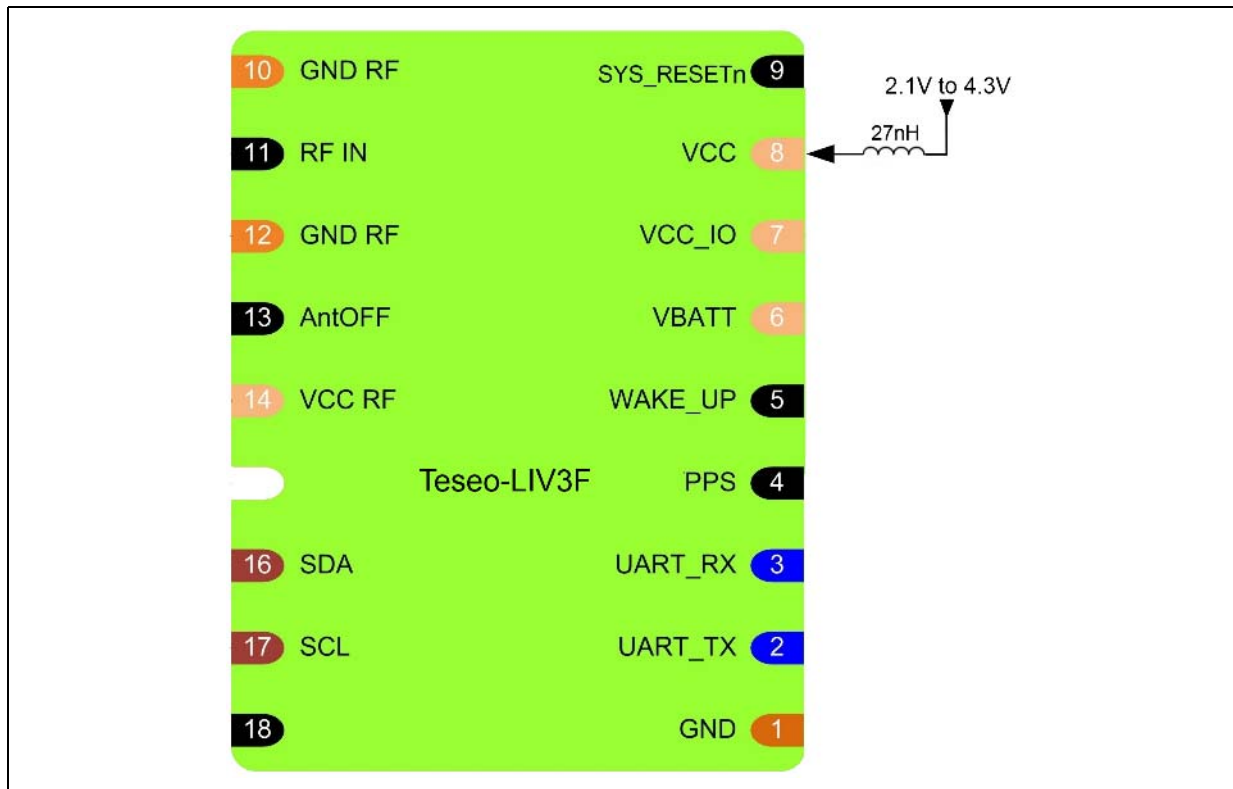 10 GND RF SYS_RESETn 9
2.1V to 4.3V
27nH
11 RF IN VCC 8
12 GND RF VCC_IO 7
13 AntOFF VBATT 6
14 VCC RF WAKE_UP 5
Teseo-LIV3F PPS 4
16 SDA UART_RX 3
17 SCL UART_TX 2
18 GND 1